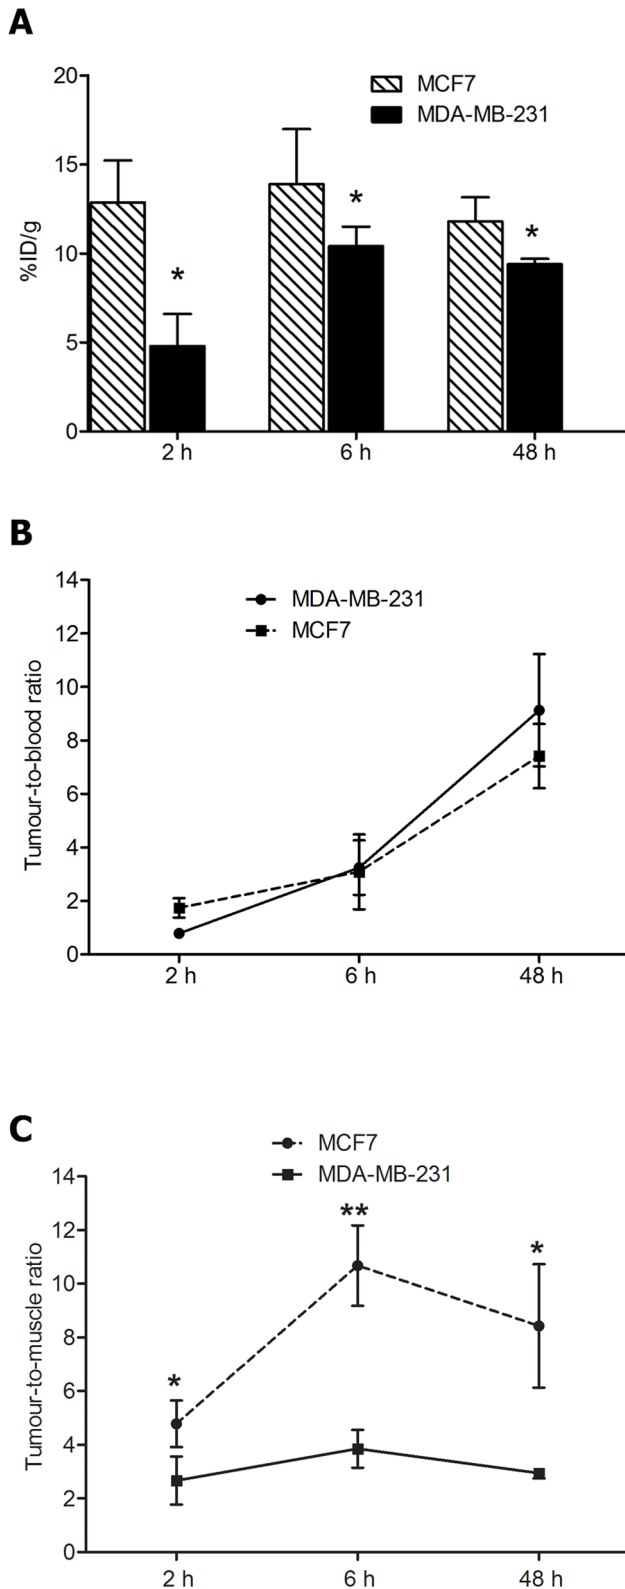 A
20
15
10
5
0
%ID/g
MCF7
MDA-MB-231
*
*
*
2 h
6 h
48 h
B
14
12
10
8
6
4
2
0
Tumour-to-blood ratio
MDA-MB-231
MCF7
2 h
6 h
48 h
C
MCF7
MDA-MB-231
14
12
10
8
6
4
2
0
Tumour-to-muscle ratio
*
**
*
2 h
6 h
48 h